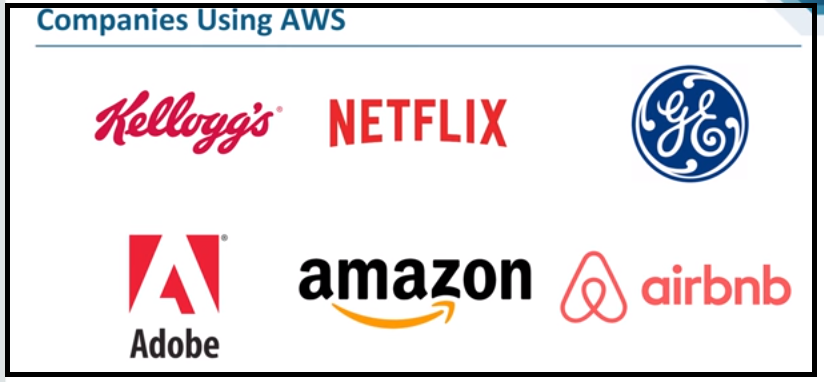 Companies Using AWS
Kellogg's®
NETFLIX
GE
Adobe®
amazon
airbnb